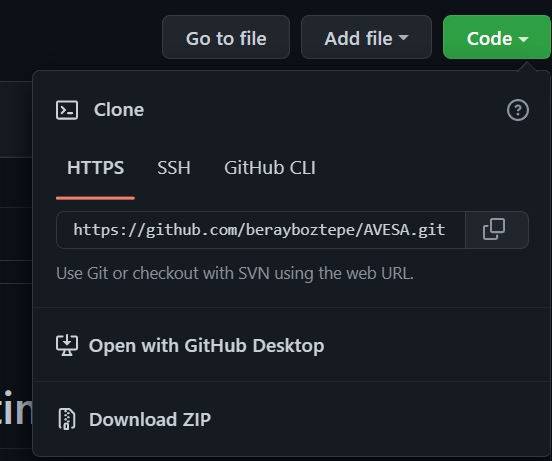 Go to file
Add file
Code
Clone
HTTPS
SSH
GitHub CLI
https://github.com/berayboztepe/AVESA.git
Use Git or checkout with SVN using the web URL.
Open with GitHub Desktop
Download ZIP